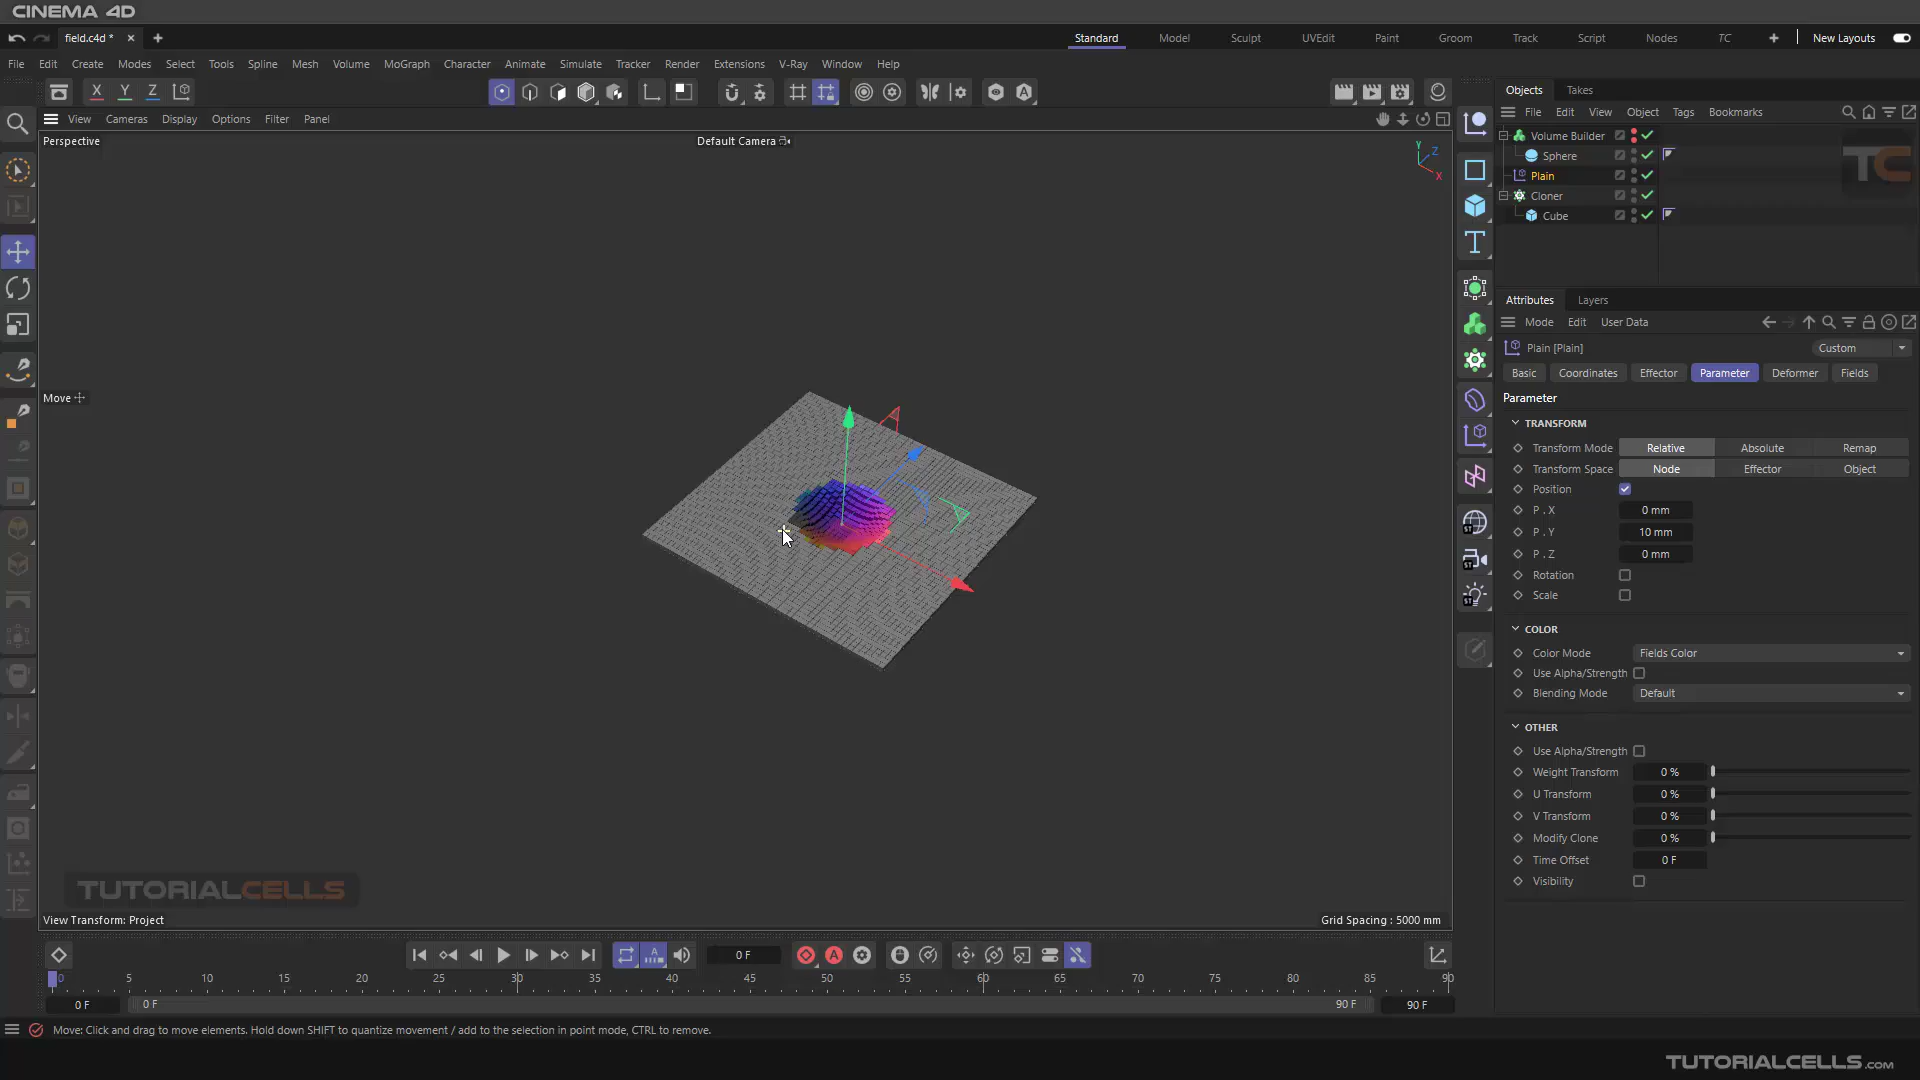 CINEMA 4D
field.c4d *
Standard Model Sculpt UVEdit Paint Groom Track Script Nodes TC New Layouts
File Edit Create Modes Select Tools Spline Mesh Volume MoGraph Character Animate Simulate Tracker Render Extensions V-Ray Window Help
X Y Z
View Cameras Display Options Filter Panel
Perspective
Default Camera
Y
Z
X
Move
TUTORIALCELLS
View Transform: Project
Grid Spacing : 5000 mm
Objects Takes
File Edit View Object Tags Bookmarks
Volume Builder
Sphere
Plain
Cloner
Cube
TC
Attributes Layers
Mode Edit User Data
Plain [Plain] Custom
Basic Coordinates Effector Parameter Deformer Fields
Parameter
TRANSFORM
Transform Mode Relative Absolute Remap
Transform Space Node Effector Object
Position
P . X 0 mm
P . Y 10 mm
P . Z 0 mm
Rotation
Scale
COLOR
Color Mode Fields Color
Use Alpha/Strength
Blending Mode Default
OTHER
Use Alpha/Strength
Weight Transform 0 %
U Transform 0 %
V Transform 0 %
Modify Clone 0 %
Time Offset 0 F
Visibility
0 F
0 5 10 15 20 25 30 35 40 45 50 55 60 65 70 75 80 85 90
0 F 0 F 90 F 90 F
Move: Click and drag to move elements. Hold down SHIFT to quantize movement / add to the selection in point mode, CTRL to remove.
TUTORIALCELLS.com